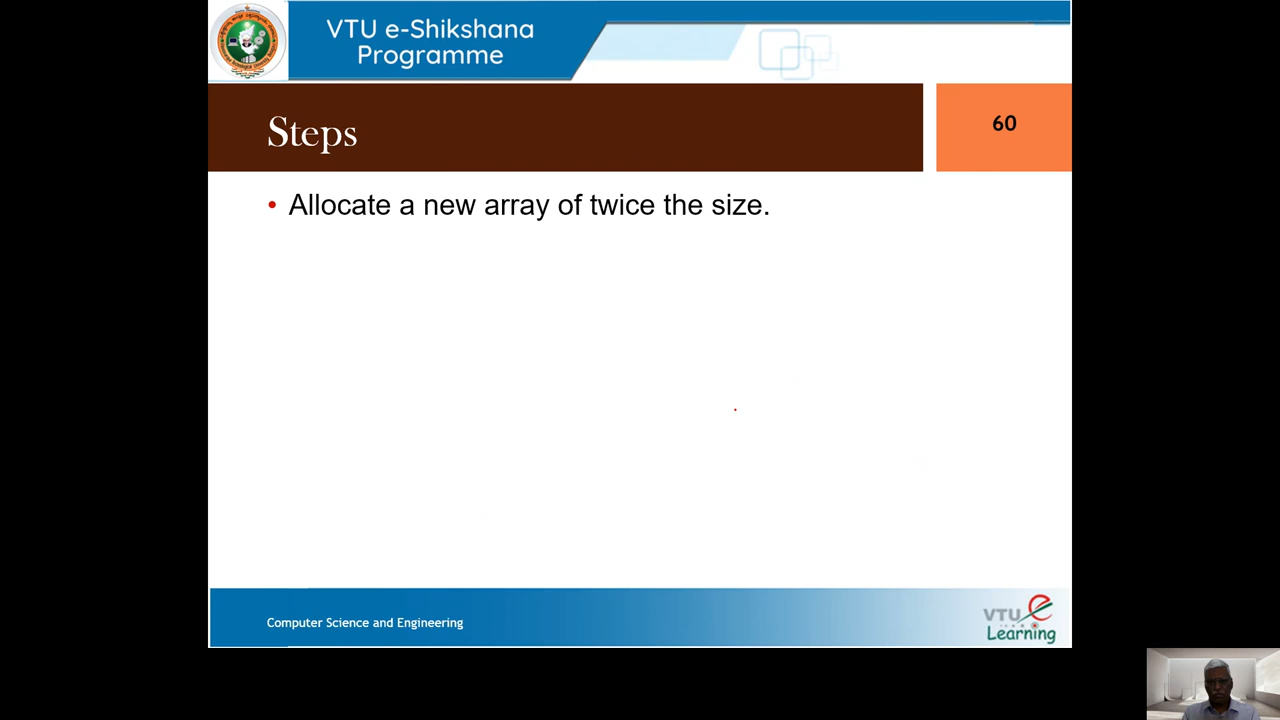 VTU e-Shikshana
Programme
Steps
60
• Allocate a new array of twice the size.
Computer Science and Engineering
VTU e
Learning